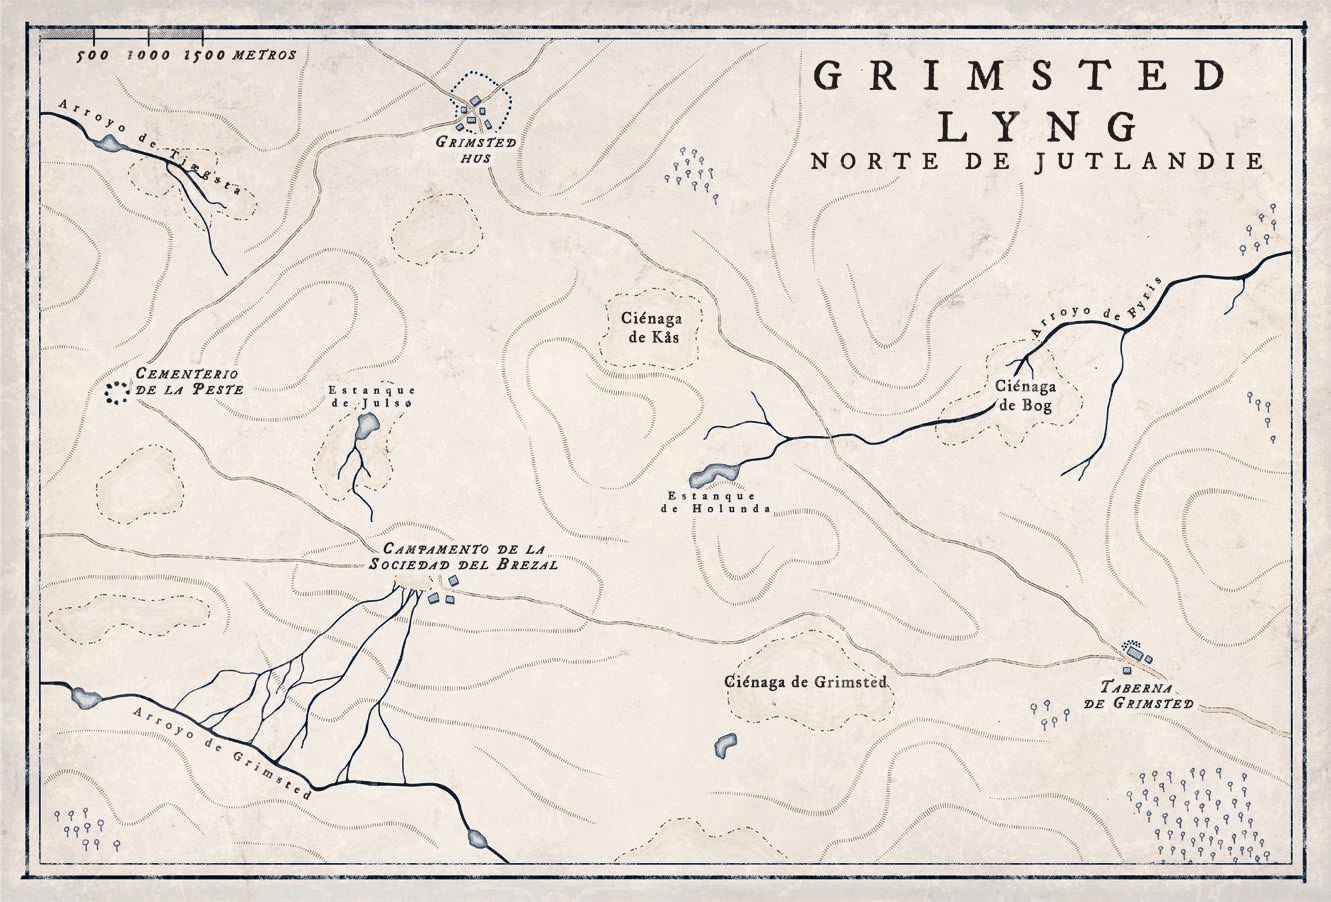 500 1000 1500 METROS
GRIMSTED
LYNG
NORTE DE JUTLANDIE
Arroyo de Tjægsta
GRIMSTED
HUS
Ciénaga
de Kås
Arroyo de Fyris
CEMENTERIO
DE LA PESTE
Estanque
de Julsø
Ciénaga
de Bog
Estanque
de Holunda
CAMPAMENTO DE LA
SOCIEDAD DEL BREZAL
Ciénaga de Grimsted
TABERNA
DE GRIMSTED
Arroyo de Grimsted